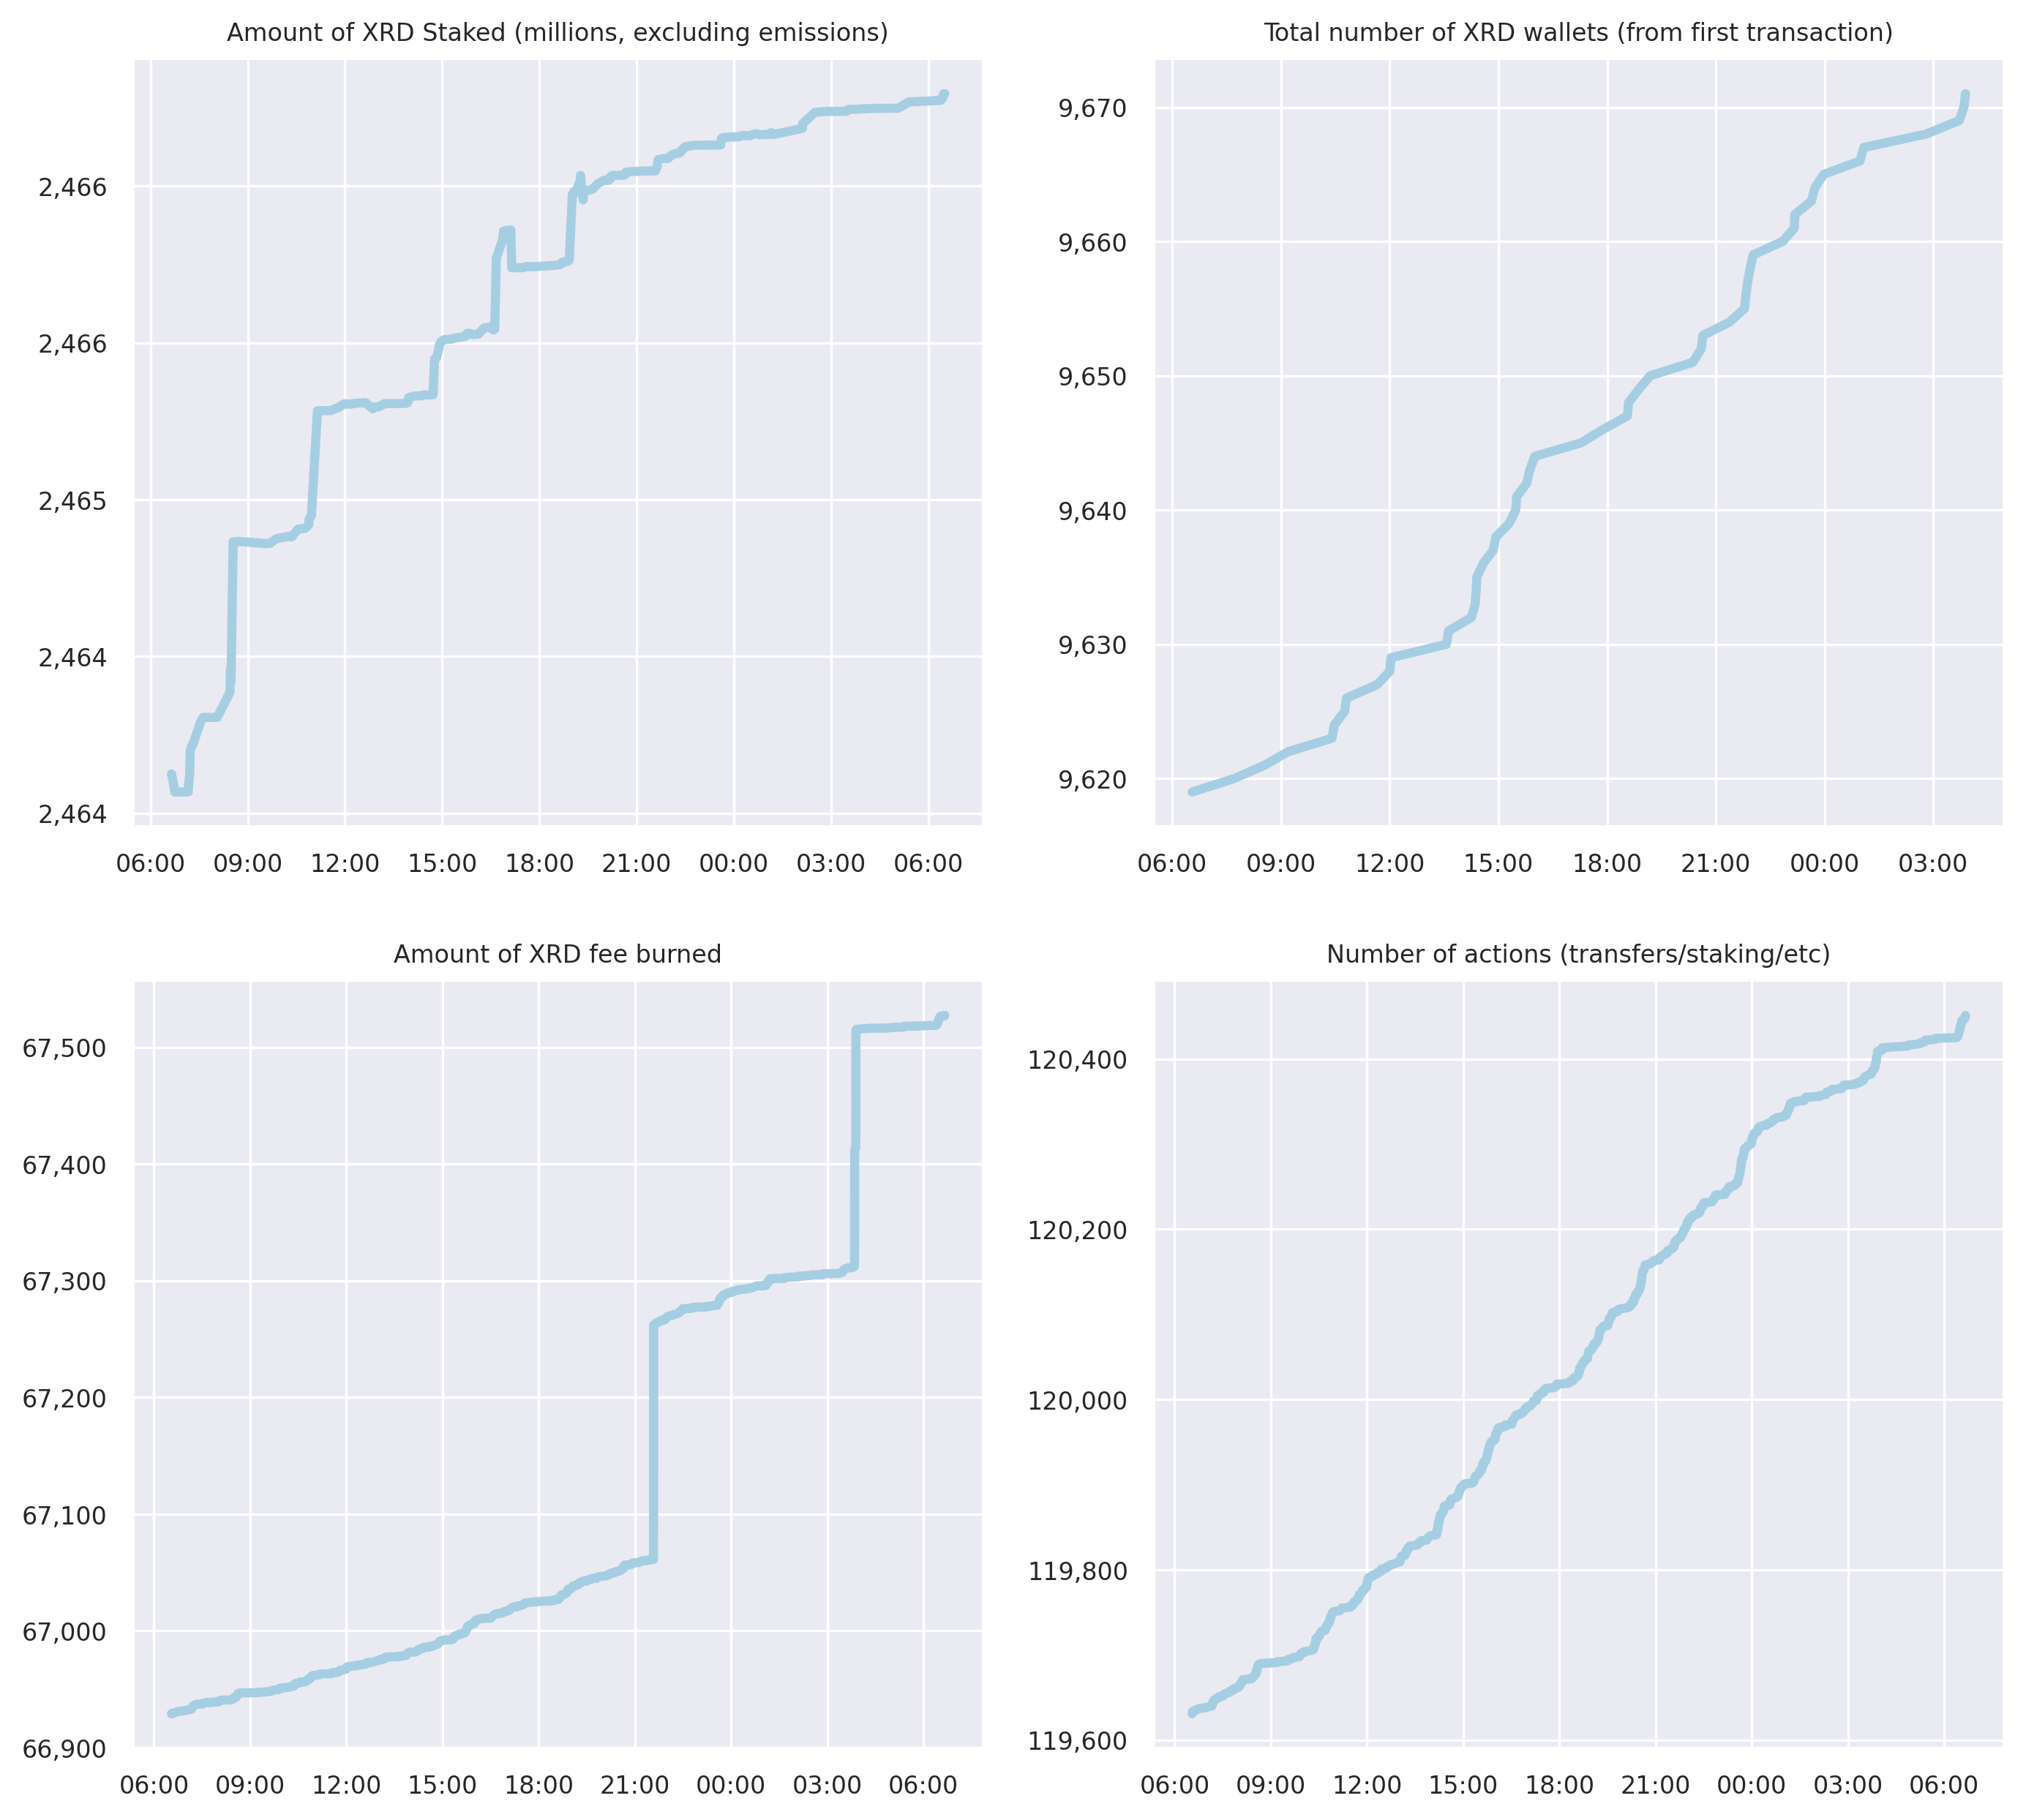 Amount of XRD Staked (millions, excluding emissions)
2,466
2,466
2,465
2,464
2,464
06:00 09:00 12:00 15:00 18:00 21:00 00:00 03:00 06:00
Total number of XRD wallets (from first transaction)
9,670
9,660
9,650
9,640
9,630
9,620
06:00 09:00 12:00 15:00 18:00 21:00 00:00 03:00
Amount of XRD fee burned
67,500
67,400
67,300
67,200
67,100
67,000
66,900
06:00 09:00 12:00 15:00 18:00 21:00 00:00 03:00 06:00
Number of actions (transfers/staking/etc)
120,400
120,200
120,000
119,800
119,600
06:00 09:00 12:00 15:00 18:00 21:00 00:00 03:00 06:00